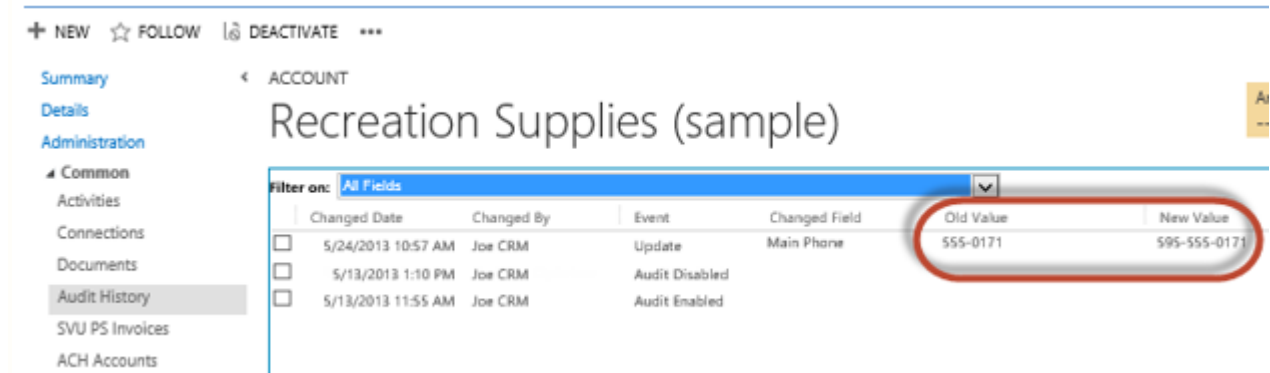 NEW FOLLOW DEACTIVATE •••
Summary
Details
Administration
Common
Activities
Connections
Documents
Audit History
SVU PS Invoices
ACH Accounts
ACCOUNT
Recreation Supplies (sample)
Filter on: All Fields
Changed Date Changed By Event Changed Field Old Value New Value
5/24/2013 10:57 AM Joe CRM Update Main Phone 555-0171 595-555-0171
5/13/2013 1:10 PM Joe CRM Audit Disabled
5/13/2013 11:55 AM Joe CRM Audit Enabled